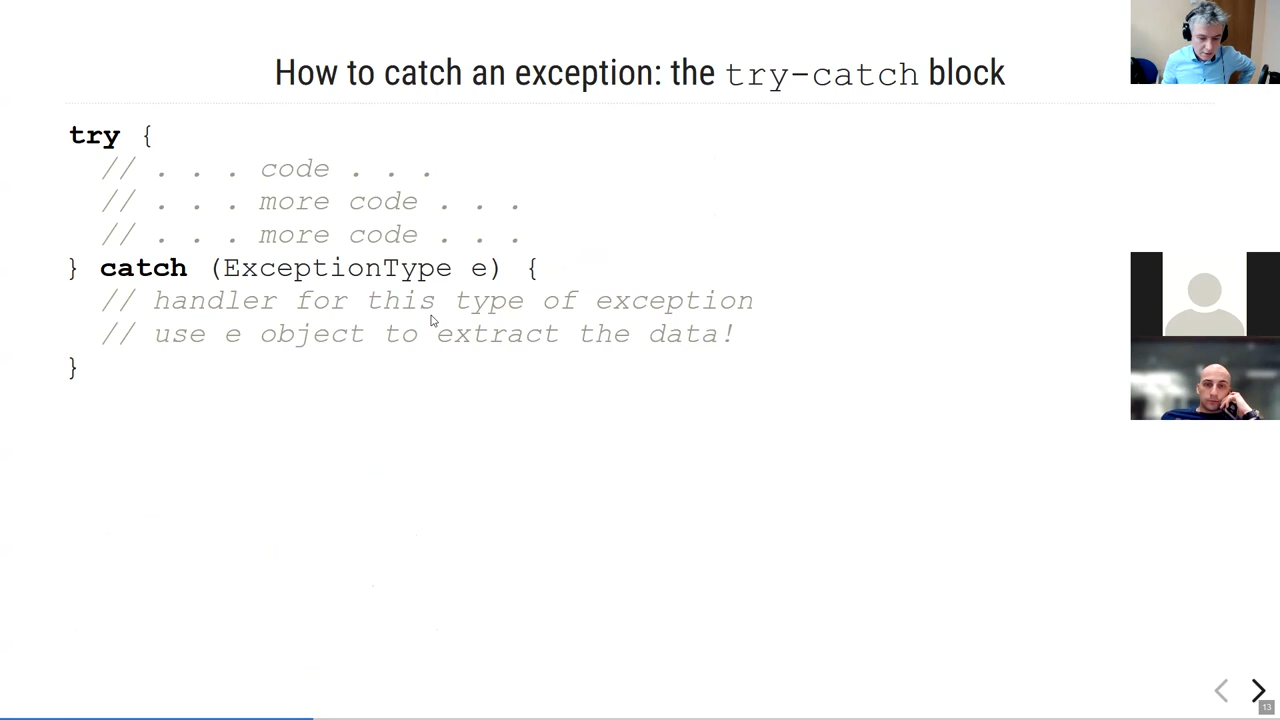 How to catch an exception: the try-catch block
try {
// . . . code . . .
// . . . more code . . .
// . . . more code . . .
} catch (ExceptionType e) {
// handler for this type of exception
// use e object to extract the data!
}
13